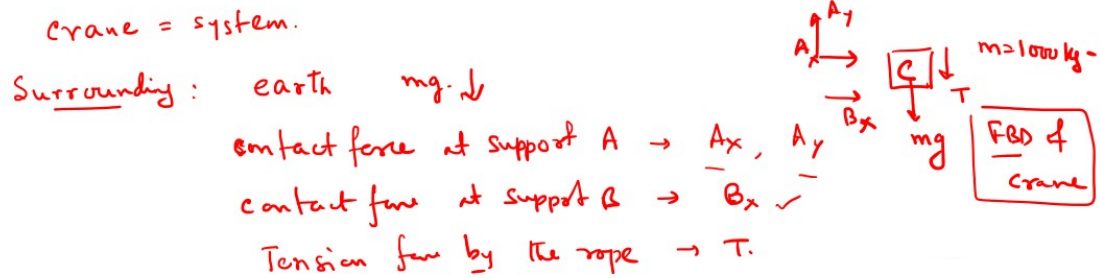 crane = system.
Surrounding : earth mg. ↓
contact force at support A → Ax, Ay
contact force at support B → Bx ✓
Tension force by the rope → T.
Ay
A
Ax
Bx
C
T
mg
m=1000 kg-
FBD of
crane